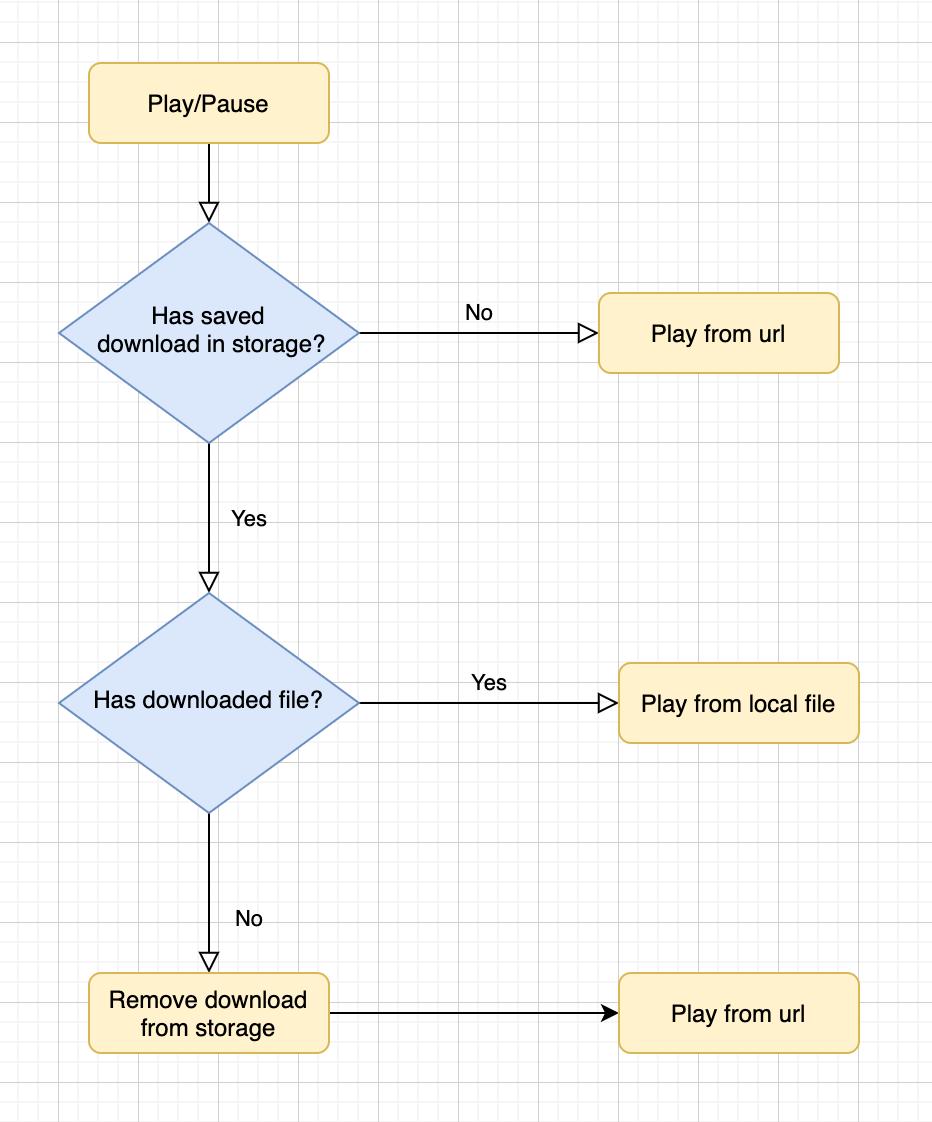 Play/Pause
Has saved
download in storage?
No
Play from url
Yes
Has downloaded file?
Yes
Play from local file
No
Remove download
from storage
Play from url